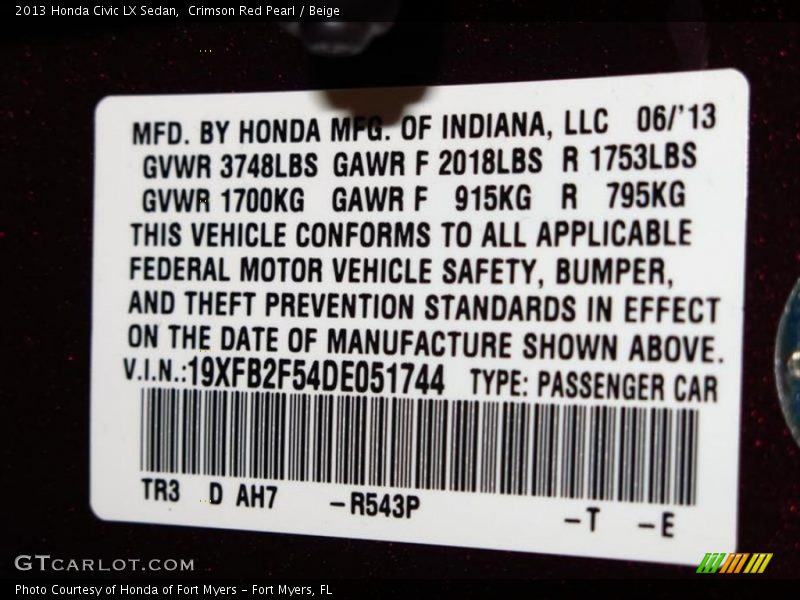 2013 Honda Civic LX Sedan,  Crimson Red Pearl / Beige
MFD. BY HONDA MFG. OF INDIANA, LLC 06/'13
GVWR 3748LBS GAWR F 2018LBS R 1753LBS
GVWR 1700KG GAWR F 915KG R 795KG
THIS VEHICLE CONFORMS TO ALL APPLICABLE
FEDERAL MOTOR VEHICLE SAFETY, BUMPER,
AND THEFT PREVENTION STANDARDS IN EFFECT
ON THE DATE OF MANUFACTURE SHOWN ABOVE.
V.I.N.:19XFB2F54DE051744 TYPE: PASSENGER CAR
TR3 D AH7 -R543P -T -E
GTCARLOT.COM
Photo Courtesy of Honda of Fort Myers - Fort Myers, FL